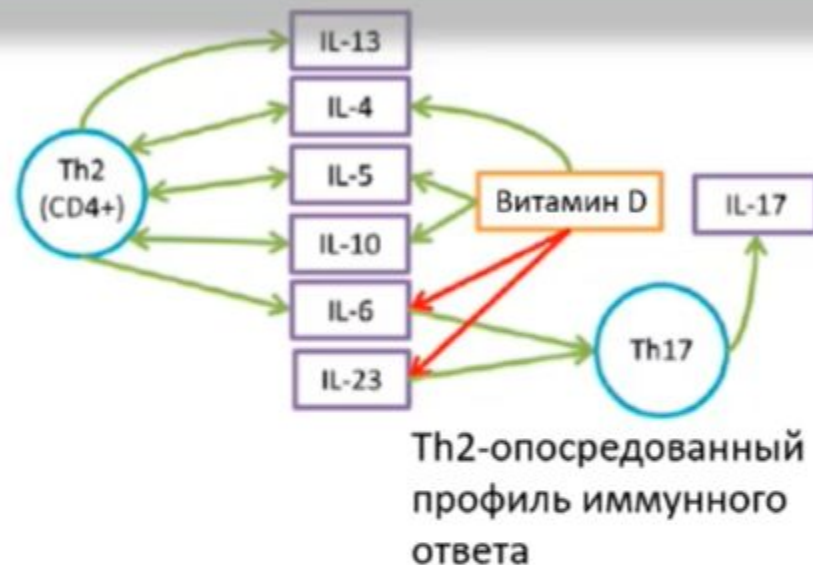 IL-13
IL-4
Th2
(CD4+)
IL-5
Витамин D
IL-17
IL-10
IL-6
Th17
IL-23
Th2-опосредованный
профиль иммунного
ответа